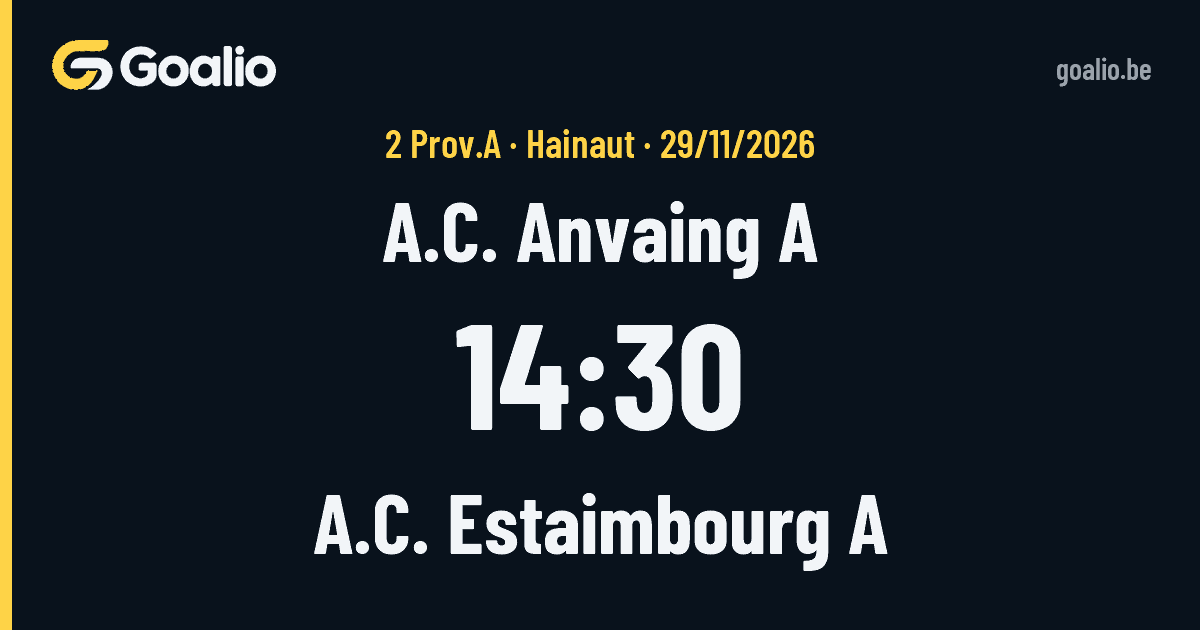 Goalio
goalio.be
2 Prov.A · Hainaut · 29/11/2026
A.C. Anvaing A
14:30
A.C. Estaimbourg A